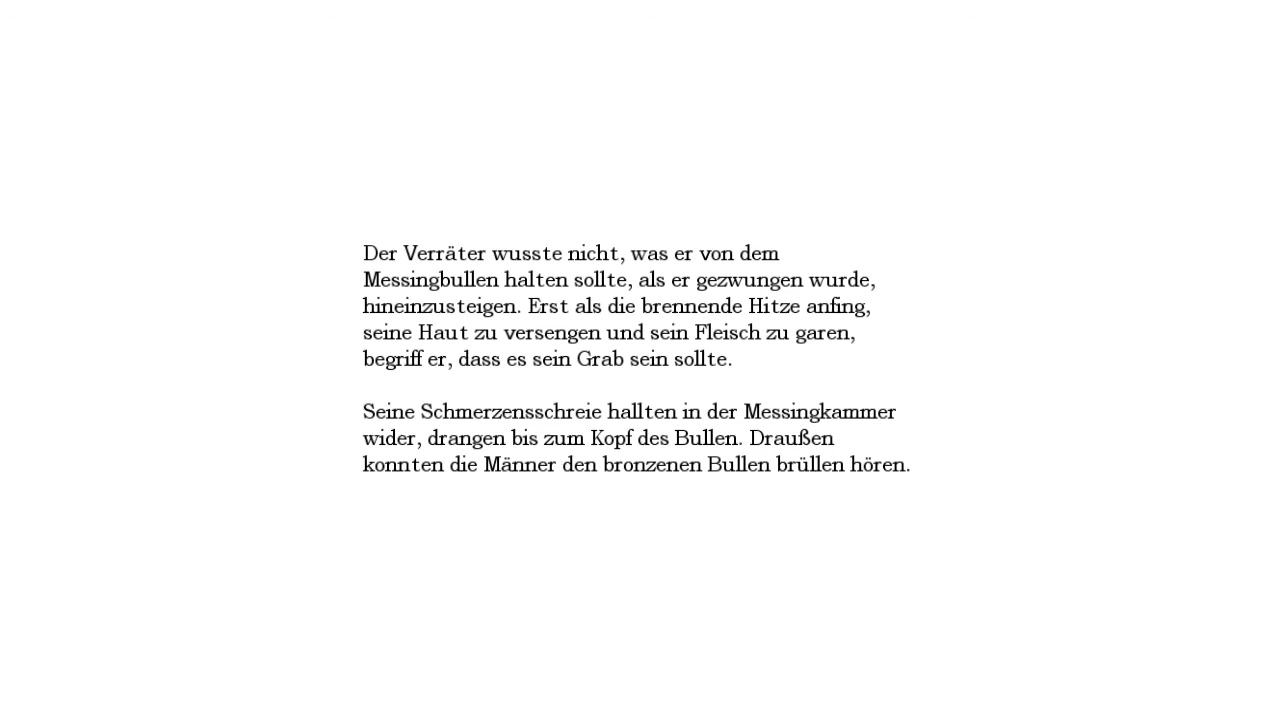 Der Verräter wusste nicht, was er von dem
Messingbullen halten sollte, als er gezwungen wurde,
hineinzusteigen. Erst als die brennende Hitze anfing,
seine Haut zu versengen und sein Fleisch zu garen,
begriff er, dass es sein Grab sein sollte.

Seine Schmerzensschreie hallten in der Messingkammer
wider, drangen bis zum Kopf des Bullen. Draußen
konnten die Männer den bronzenen Bullen brüllen hören.